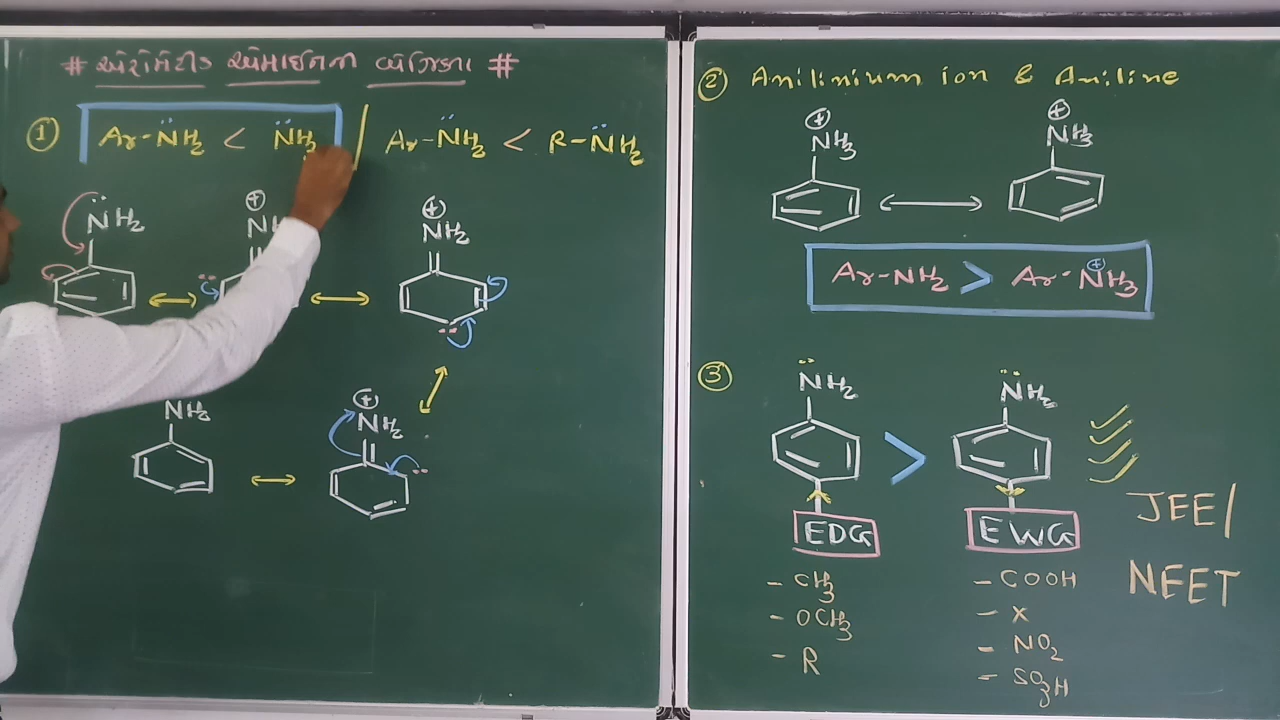 # એરોમેટીક એમાઈનની બેઝિકતા #
① Ar-N̈H₂ < N̈H₃ / Ar-N̈H₂ < R-N̈H₂
N̈H₂
⊕
NH₂
⊕
NH₂
NH₂
⊕
NH₂
② Anilinium ion & Aniline
⊕
NH₃
⊕
NH₃
Ar-NH₂ > Ar-N⊕H₃
③ N̈H₂ > N̈H₂
EDG EWG
JEE/
NEET
- CH₃
- OCH₃
- R
- COOH
- X
- NO₂
- SO₃H